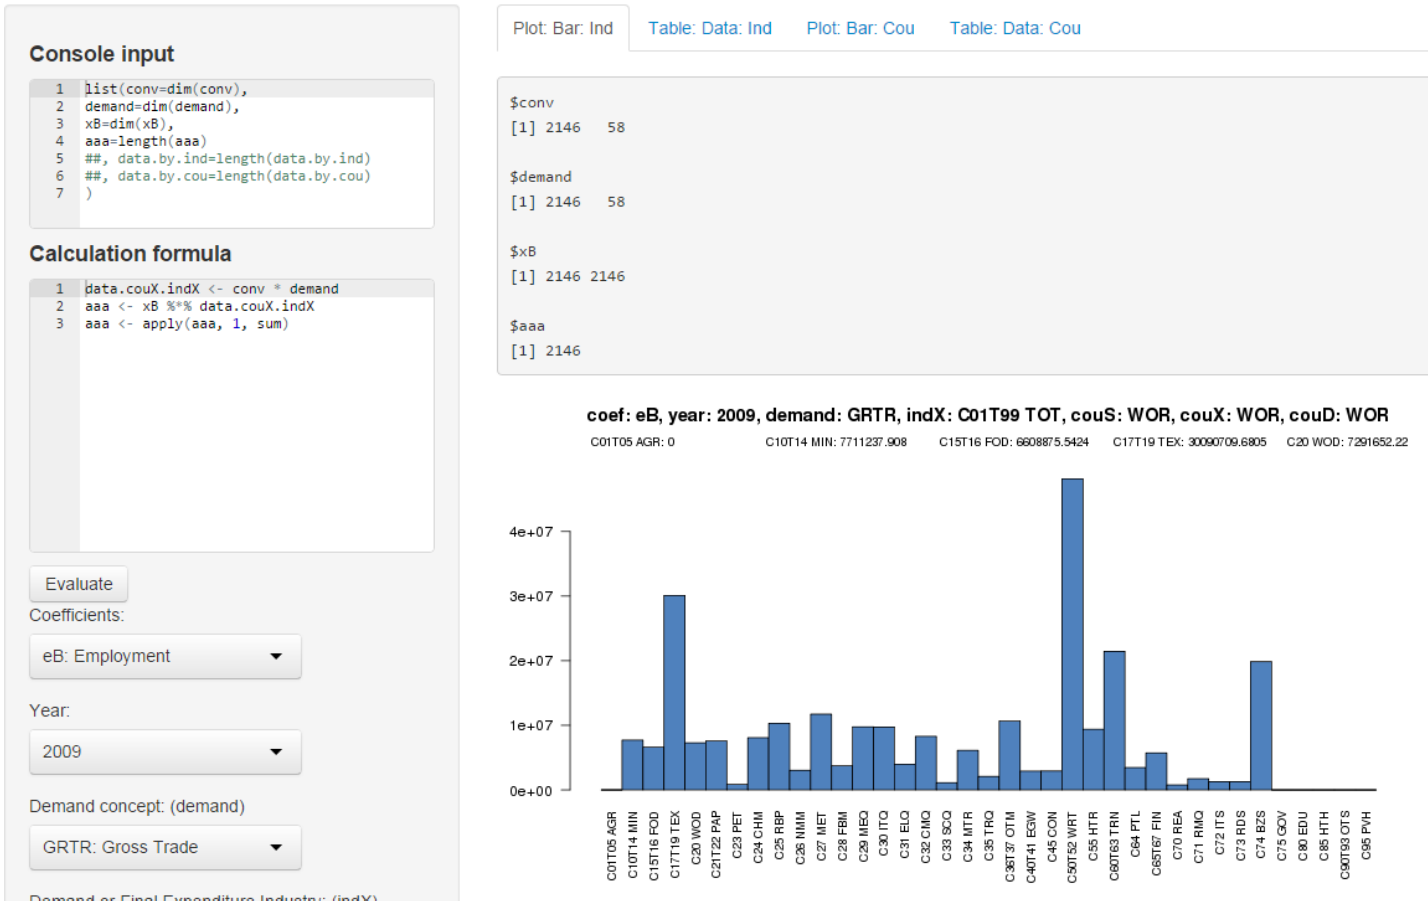 Console input
1 list(conv=dim(conv),
2 demand=dim(demand),
3 xB=dim(xB),
4 aaa=length(aaa)
5 ##, data.by.ind=length(data.by.ind)
6 ##, data.by.cou=length(data.by.cou)
7 )
Calculation formula
1 data.couX.indX <- conv * demand
2 aaa <- xB %*% data.couX.indX
3 aaa <- apply(aaa, 1, sum)
Evaluate
Coefficients:
eB: Employment
Year:
2009
Demand concept: (demand)
GRTR: Gross Trade
Demand or Final Expenditure Industry: (indX)
Plot: Bar: Ind Table: Data: Ind Plot: Bar: Cou Table: Data: Cou
$conv
[1] 2146 58
$demand
[1] 2146 58
$xB
[1] 2146 2146
$aaa
[1] 2146
coef: eB, year: 2009, demand: GRTR, indX: C01T99 TOT, couS: WOR, couX: WOR, couD: WOR
C01T05 AGR: 0 C10T14 MIN: 7711237.908 C15T16 FOD: 6608875.5424 C17T19 TEX: 30090709.6805 C20 WOD: 7291652.22
4e+07
3e+07
2e+07
1e+07
0e+00
C01T05 AGR
C10T14 MIN
C15T16 FOD
C17T19 TEX
C20 WOD
C21T22 PAP
C23 PET
C24 CHM
C25 RBP
C26 NMM
C27 MET
C28 FBM
C29 MEQ
C30 ITQ
C31 ELQ
C32 CMQ
C33 SCQ
C34 MTR
C35 TRQ
C36T37 OTM
C40T41 EGW
C45 CON
C50T52 WRT
C55 HTR
C60T63 TRN
C64 PTL
C65T67 FIN
C70 REA
C71 RMQ
C72 ITS
C73 RDS
C74 BZS
C75 GOV
C80 EDU
C85 HTH
C90T93 OTS
C95 PVH